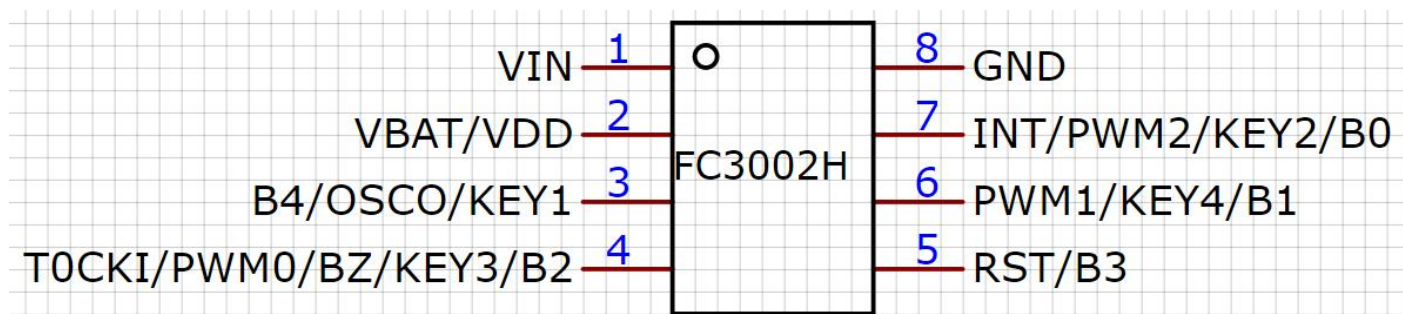 VIN 1 8 GND
VBAT/VDD 2 7 INT/PWM2/KEY2/B0
FC3002H
B4/OSCO/KEY1 3 6 PWM1/KEY4/B1
T0CKI/PWM0/BZ/KEY3/B2 4 5 RST/B3